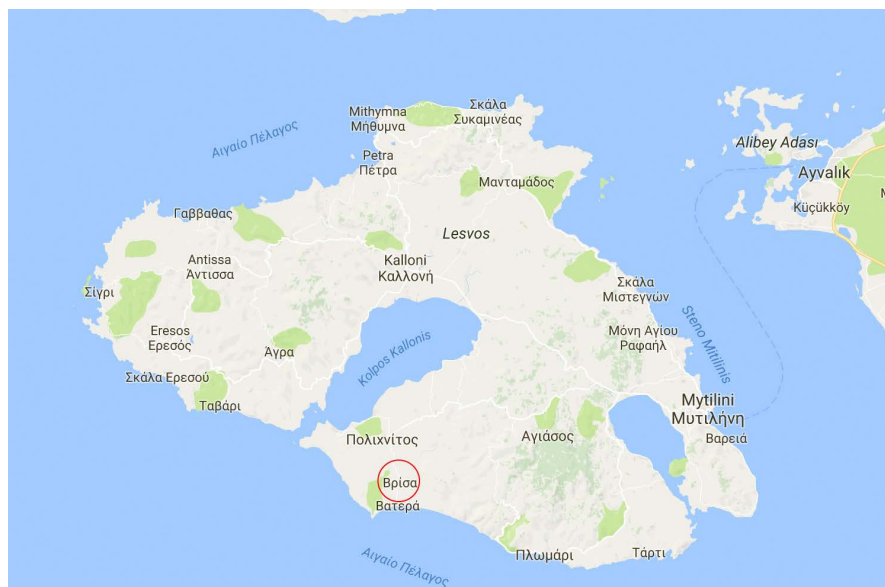 Mithymna
Μήθυμνα
Σκάλα
Συκαμινέας
Αιγαίο Πέλαγος
Alibey Adası
Petra
Πέτρα
Μανταμάδος
Ayvalık
Küçükköy
Γαββαθας
Lesvos
Antissa
Άντισσα
Kalloni
Καλλονή
Σίγρι
Σκάλα
Μιστεγνών
Steno Mitilinis
Eresos
Ερεσός
Άγρα
Kolpos Kallonis
Μόνη Αγίου
Ραφαήλ
Σκάλα Ερεσού
Ταβάρι
Mytilini
Μυτιλήνη
Πολιχνίτος
Αγιάσος
Βαρειά
Βρίσα
Βατερά
Πλωμάρι
Τάρτι
Αιγαίο Πέλαγος